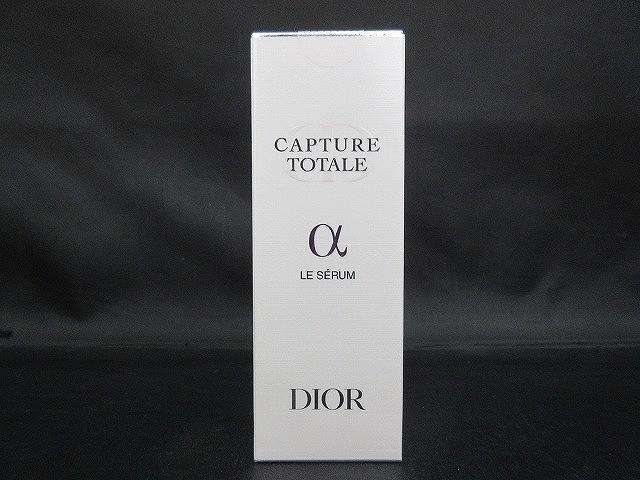 CAPTURE
TOTALE
α
LE SÉRUM
DIOR